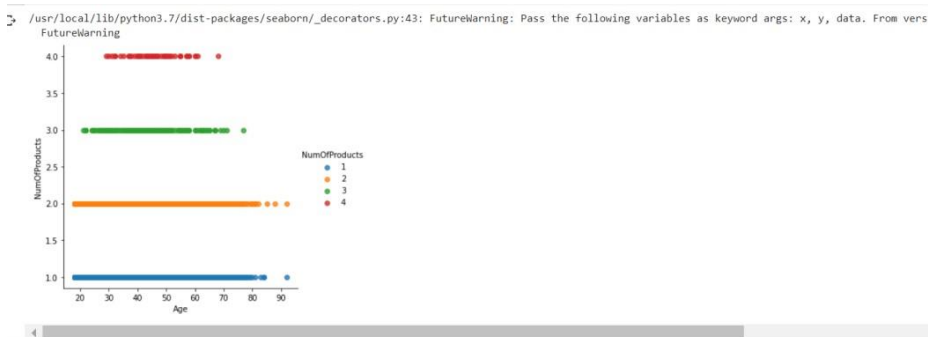 /usr/local/lib/python3.7/dist-packages/seaborn/_decorators.py:43: FutureWarning: Pass the following variables as keyword args: x, y, data. From vers
FutureWarning
4.0
3.5
3.0
2.5
2.0
1.5
1.0
NumOfProducts
20 30 40 50 60 70 80 90
Age
NumOfProducts
1
2
3
4